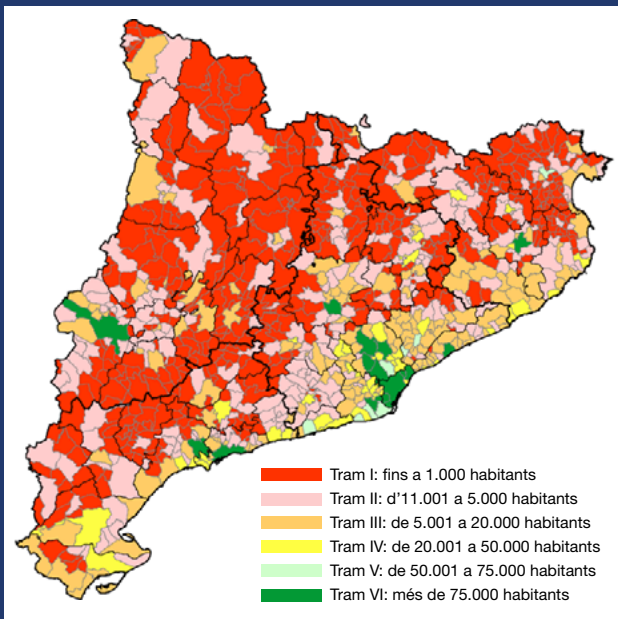 Tram I: fins a 1.000 habitants
Tram II: d'11.001 a 5.000 habitants
Tram III: de 5.001 a 20.000 habitants
Tram IV: de 20.001 a 50.000 habitants
Tram V: de 50.001 a 75.000 habitants
Tram VI: més de 75.000 habitants